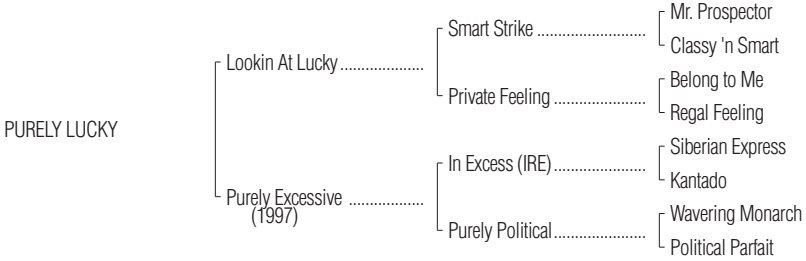 Mr. Prospector
Smart Strike ..........................
Classy 'n Smart
Lookin At Lucky ....................
Belong to Me
Private Feeling ......................
Regal Feeling
PURELY LUCKY
Siberian Express
In Excess (IRE) ......................
Kantado
Purely Excessive ..................
(1997)
Wavering Monarch
Purely Political ......................
Political Parfait